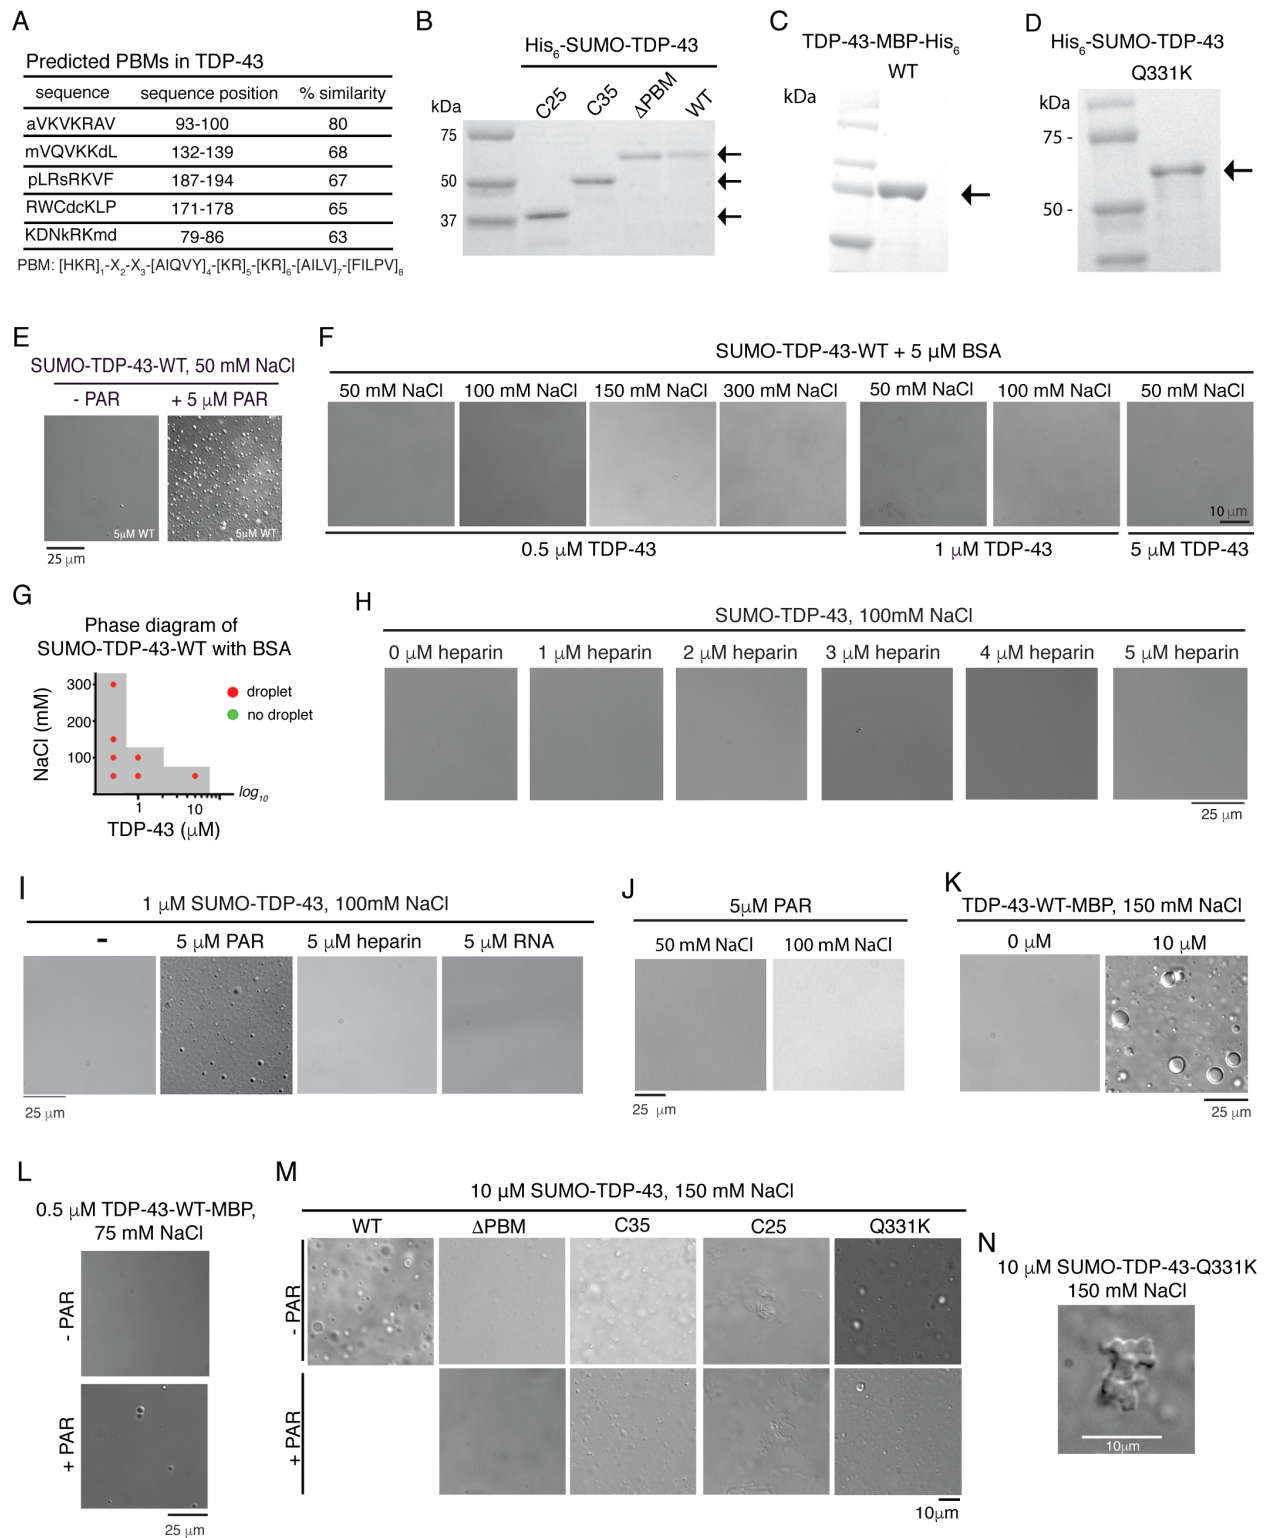 A
Predicted PBMs in TDP-43
sequence sequence position % similarity
aVKVKRAV 93-100 80
mVQVKKdL 132-139 68
pLRsRKVF 187-194 67
RWCdcKLP 171-178 65
KDNkRKmd 79-86 63
PBM: [HKR]1-X2-X3-[AIQVY]4-[KR]5-[KR]6-[AILV]7-[FILPV]8
B
His6-SUMO-TDP-43
kDa
C25 C35 ΔPBM WT
75
50
37
C
TDP-43-MBP-His6
WT
kDa
D
His6-SUMO-TDP-43
Q331K
kDa
75 -
50 -
E
SUMO-TDP-43-WT, 50 mM NaCl
- PAR + 5 μM PAR
5μM WT 5μM WT
25 μm
F
SUMO-TDP-43-WT + 5 μM BSA
50 mM NaCl 100 mM NaCl 150 mM NaCl 300 mM NaCl 50 mM NaCl 100 mM NaCl 50 mM NaCl
10 μm
0.5 μM TDP-43 1 μM TDP-43 5 μM TDP-43
G
Phase diagram of
SUMO-TDP-43-WT with BSA
NaCl (mM)
300
200
100
droplet
no droplet
log10
1 10
TDP-43 (μM)
H
SUMO-TDP-43, 100mM NaCl
0 μM heparin 1 μM heparin 2 μM heparin 3 μM heparin 4 μM heparin 5 μM heparin
25 μm
I
1 μM SUMO-TDP-43, 100mM NaCl
- 5 μM PAR 5 μM heparin 5 μM RNA
25 μm
J
5μM PAR
50 mM NaCl 100 mM NaCl
25 μm
K
TDP-43-WT-MBP, 150 mM NaCl
0 μM 10 μM
25 μm
L
0.5 μM TDP-43-WT-MBP,
75 mM NaCl
- PAR
+ PAR
25 μm
M
10 μM SUMO-TDP-43, 150 mM NaCl
WT ΔPBM C35 C25 Q331K
- PAR
+ PAR
10μm
N
10 μM SUMO-TDP-43-Q331K
150 mM NaCl
10μm